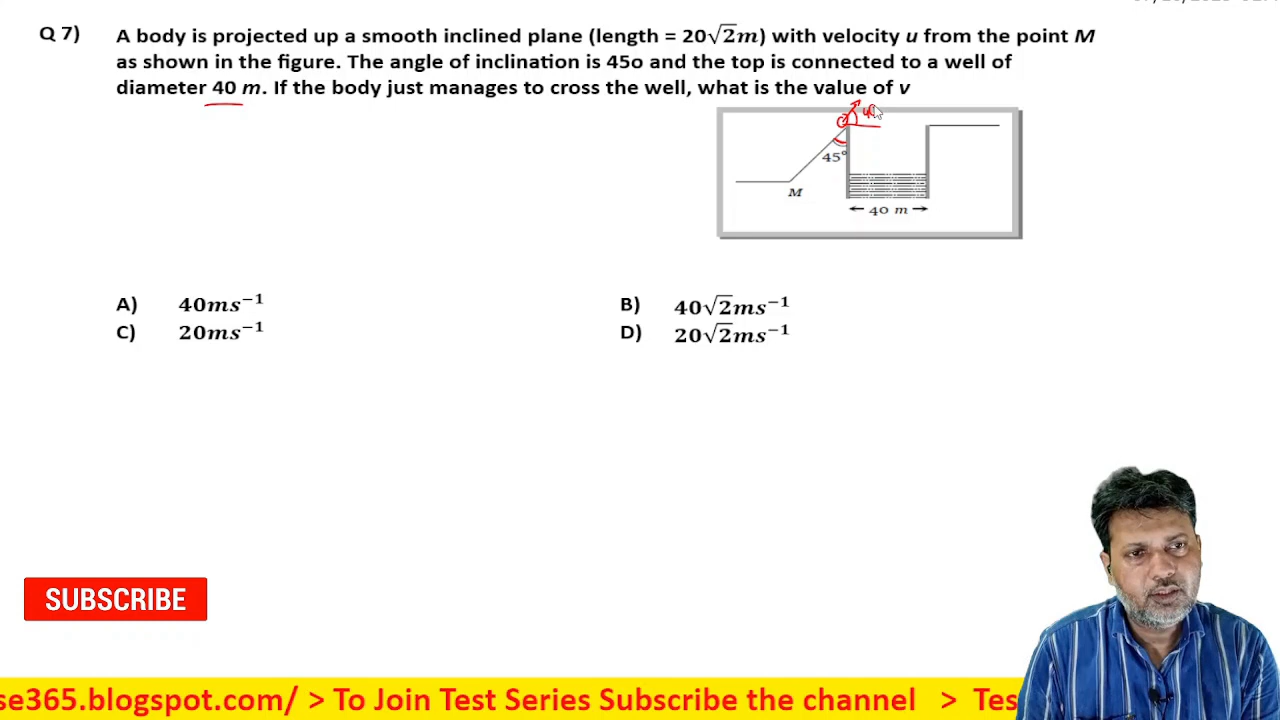 Q 7) A body is projected up a smooth inclined plane (length = 20√2m) with velocity u from the point M
as shown in the figure. The angle of inclination is 45o and the top is connected to a well of
diameter 40 m. If the body just manages to cross the well, what is the value of v
45°
M
40 m
A) 40ms⁻¹ B) 40√2ms⁻¹
C) 20ms⁻¹ D) 20√2ms⁻¹
SUBSCRIBE
se365.blogspot.com/ > To Join Test Series Subscribe the channel > Tes